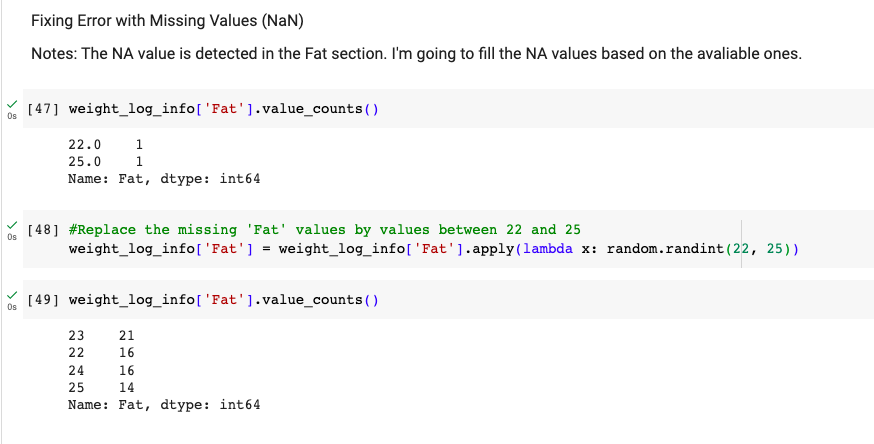 Fixing Error with Missing Values (NaN)
Notes: The NA value is detected in the Fat section. I'm going to fill the NA values based on the avaliable ones.
0s [47] weight_log_info['Fat'].value_counts()
22.0 1
25.0 1
Name: Fat, dtype: int64
0s [48] #Replace the missing 'Fat' values by values between 22 and 25
weight_log_info['Fat'] = weight_log_info['Fat'].apply(lambda x: random.randint(22, 25))
0s [49] weight_log_info['Fat'].value_counts()
23 21
22 16
24 16
25 14
Name: Fat, dtype: int64